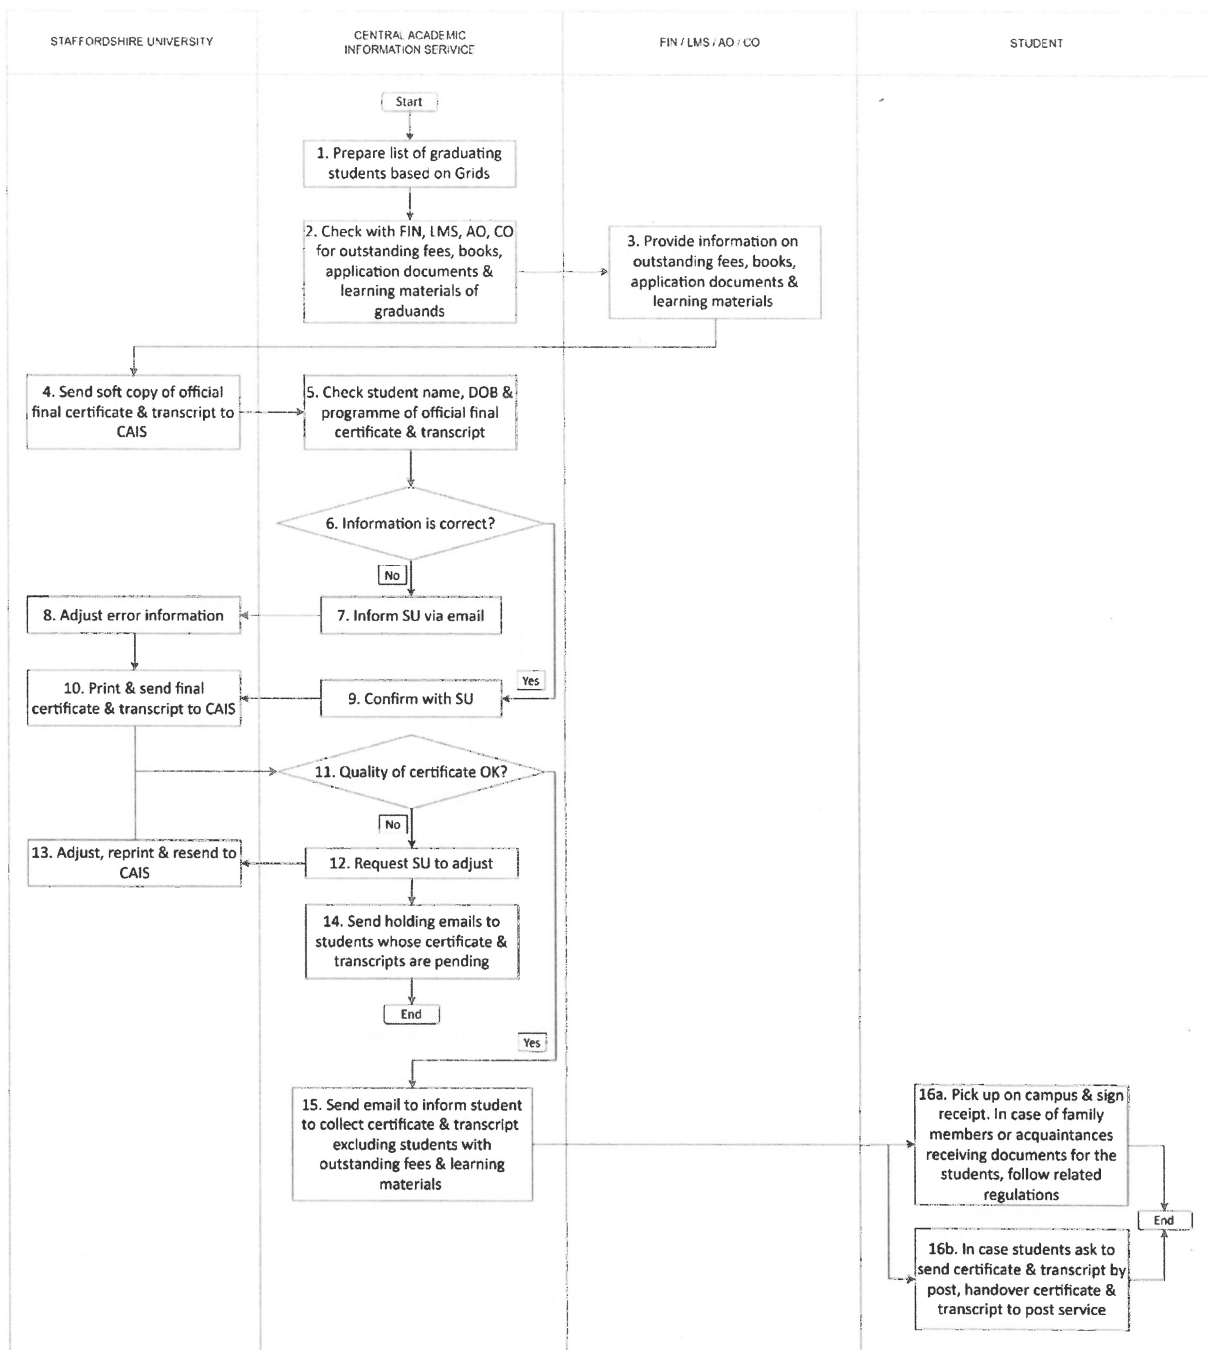 STAFFORDSHIRE UNIVERSITY
CENTRAL ACADEMIC
INFORMATION SERIVICE
FIN / LMS / AO / CO
STUDENT
Start
1. Prepare list of graduating
students based on Grids
2. Check with FIN, LMS, AO, CO
for outstanding fees, books,
application documents &
learning materials of
graduands
3. Provide information on
outstanding fees, books,
application documents &
learning materials
4. Send soft copy of official
final certificate & transcript to
CAIS
5. Check student name, DOB &
programme of official final
certificate & transcript
6. Information is correct?
No
7. Inform SU via email
8. Adjust error information
Yes
9. Confirm with SU
10. Print & send final
certificate & transcript to CAIS
11. Quality of certificate OK?
No
12. Request SU to adjust
13. Adjust, reprint & resend to
CAIS
14. Send holding emails to
students whose certificate &
transcripts are pending
End
Yes
15. Send email to inform student
to collect certificate & transcript
excluding students with
outstanding fees & learning
materials
16a. Pick up on campus & sign
receipt. In case of family
members or acquaintances
receiving documents for the
students, follow related
regulations
End
16b. In case students ask to
send certificate & transcript by
post, handover certificate &
transcript to post service